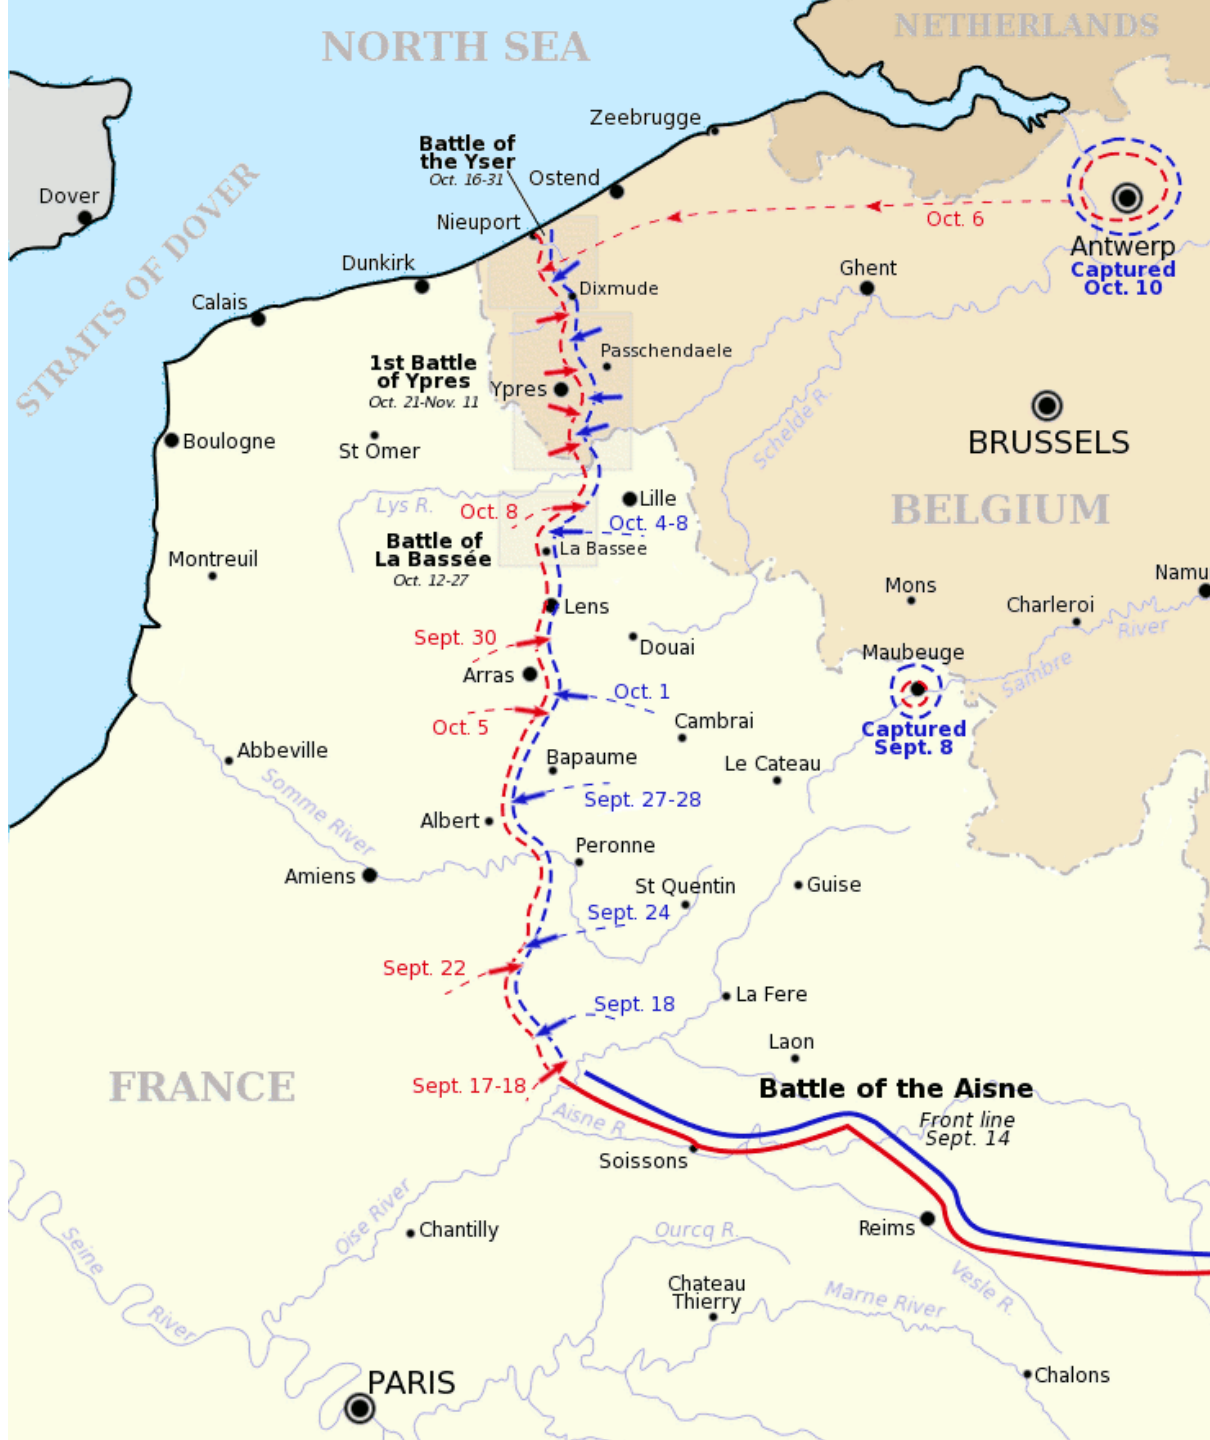 NORTH SEA
NETHERLANDS
Zeebrugge
Battle of
the Yser
Oct. 16-31
Ostend
Dover
STRAITS OF DOVER
Nieuport
Oct. 6
Antwerp
Captured
Oct. 10
Dunkirk
Ghent
Calais
Dixmude
1st Battle
of Ypres
Oct. 21-Nov. 11
Passchendaele
Ypres
Schelde R.
BRUSSELS
Boulogne
St Omer
BELGIUM
Lys R.
Oct. 8
Lille
Oct. 4-8
Battle of
La Bassée
Oct. 12-27
La Bassee
Montreuil
Mons
Namu
Charleroi
Lens
River
Sambre
Sept. 30
Douai
Maubeuge
Arras
Oct. 1
Captured
Sept. 8
Oct. 5
Cambrai
Abbeville
Bapaume
Le Cateau
Somme River
Sept. 27-28
Albert
Peronne
Amiens
St Quentin
Guise
Sept. 24
Sept. 22
La Fere
Sept. 18
Laon
FRANCE
Sept. 17-18
Battle of the Aisne
Front line
Sept. 14
Aisne R.
Soissons
Oise River
Chantilly
Reims
Ourcq R.
Seine
River
Vesle R.
Chateau
Thierry
Marne River
PARIS
Chalons